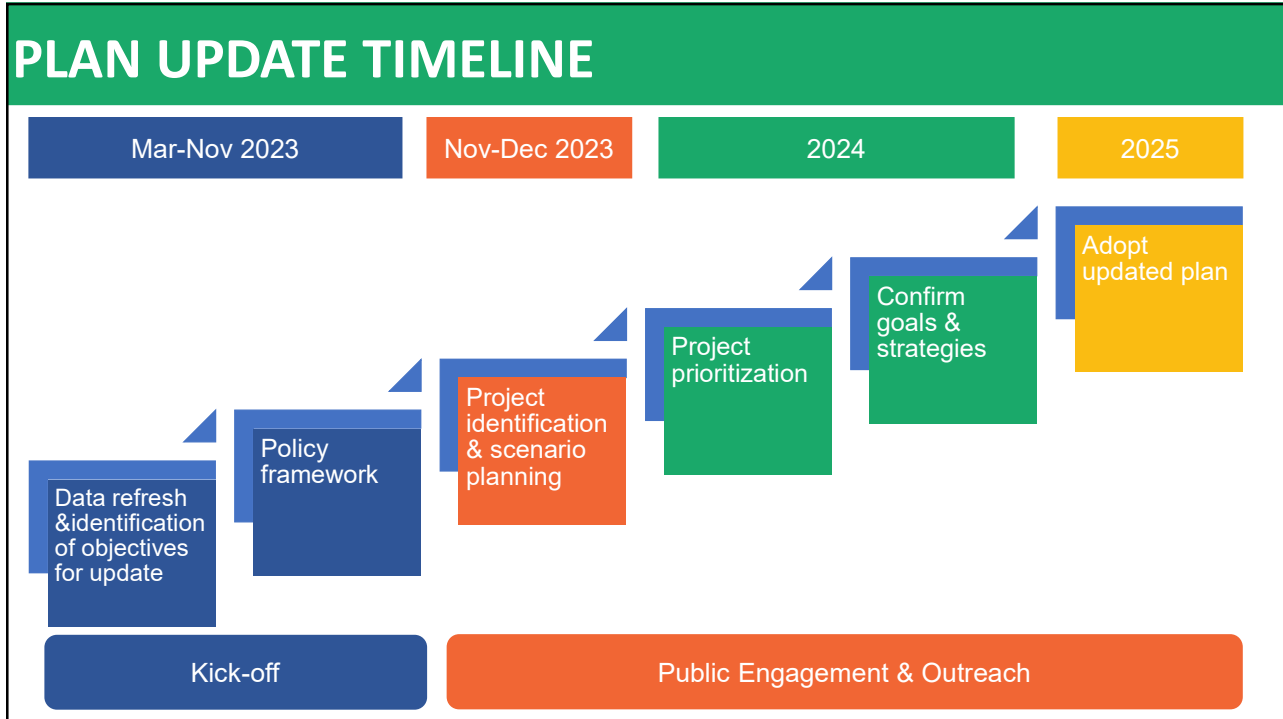 PLAN UPDATE TIMELINE
Mar-Nov 2023
Nov-Dec 2023
2024
2025
Data refresh
&identification
of objectives
for update
Policy
framework
Project
identification
& scenario
planning
Project
prioritization
Confirm
goals &
strategies
Adopt
updated plan
Kick-off
Public Engagement & Outreach